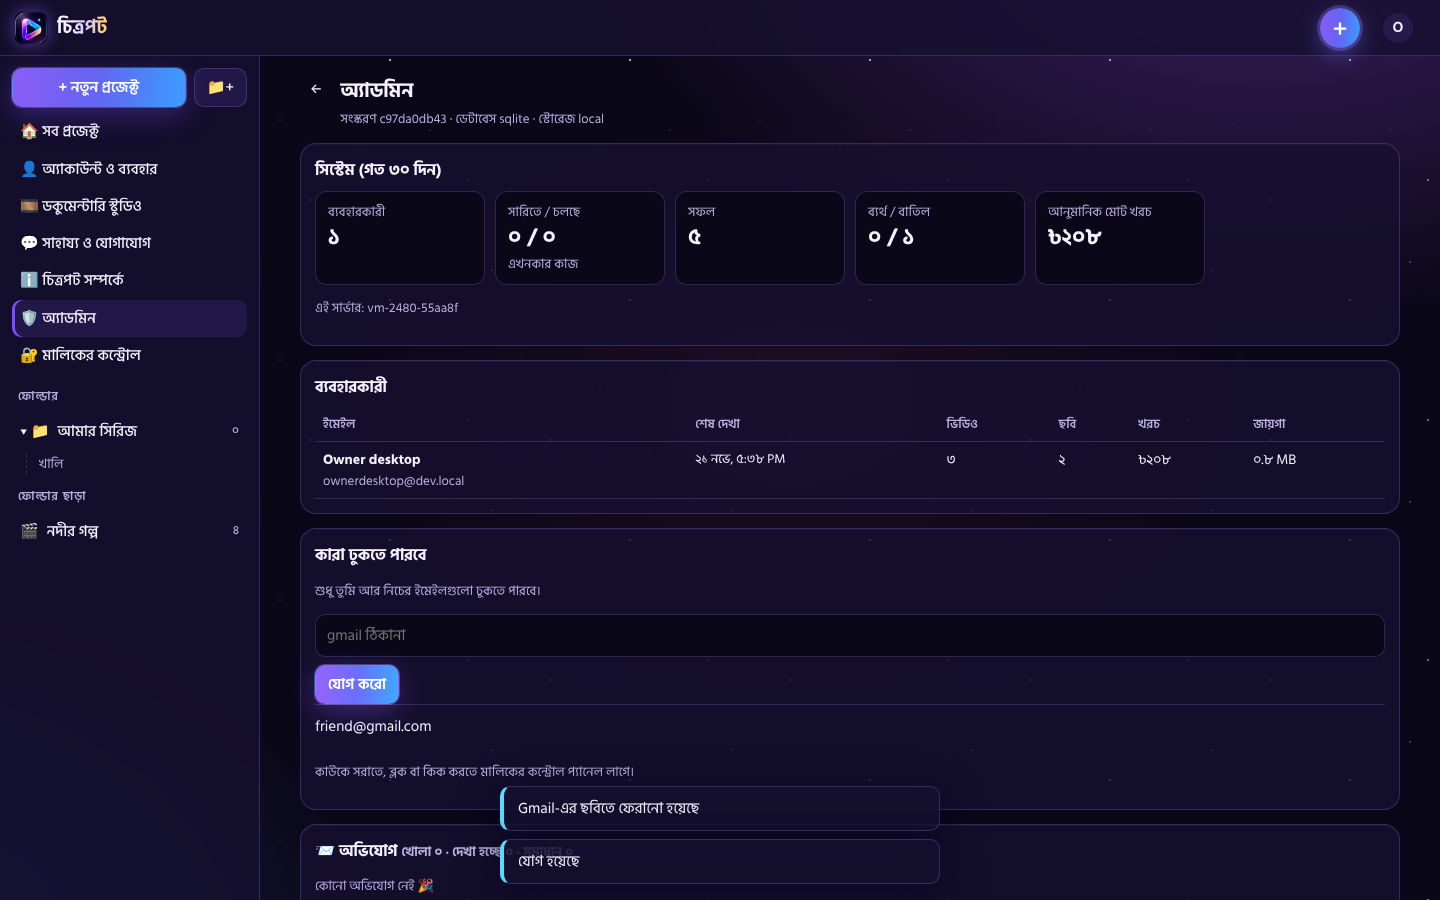 চিত্রপট
+
O
+ নতুন প্রজেক্ট
+
সব প্রজেক্ট
অ্যাকাউন্ট ও ব্যবহার
ডকুমেন্টারি স্টুডিও
সাহায্য ও যোগাযোগ
চিত্রপট সম্পর্কে
অ্যাডমিন
মালিকের কন্ট্রোল
ফোল্ডার
আমার সিরিজ ০
খালি
ফোল্ডার ছাড়া
নদীর গল্প 8
← অ্যাডমিন
সংস্করণ c97da0db43 · ডেটাবেস sqlite · স্টোরেজ local
সিস্টেম (গত ৩০ দিন)
ব্যবহারকারী
১
সারিতে / চলছে
০ / ০
এখনকার কাজ
সফল
৫
ব্যর্থ / বাতিল
০ / ১
আনুমানিক মোট খরচ
৳২০৮
এই সার্ভার: vm-2480-55aa8f
ব্যবহারকারী
ইমেইল শেষ দেখা ভিডিও ছবি খরচ জায়গা
Owner desktop ২১ নভে, ৫:৩৮ PM ৩ ২ ৳২০৮ ০.৮ MB
ownerdesktop@dev.local
কারা ঢুকতে পারবে
শুধু তুমি আর নিচের ইমেইলগুলো ঢুকতে পারবে।
gmail ঠিকানা
যোগ করো
friend@gmail.com
কাউকে সরাতে, ব্লক বা কিক করতে মালিকের কন্ট্রোল প্যানেল লাগে।
Gmail-এর ছবিতে ফেরানো হয়েছে
অভিযোগ খোলা ০ · দেখা হচ্ছে ০ · সমাধান ০
যোগ হয়েছে
কোনো অভিযোগ নেই